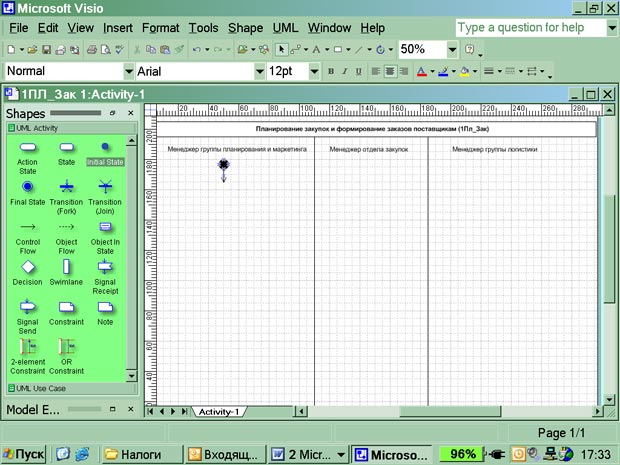 Microsoft Visio
File Edit View Insert Format Tools Shape UML Window Help
Type a question for help
50%
Normal Arial 12pt
B I U
1ПЛ_Зак 1:Activity-1
Shapes
UML Activity
Action State
State
Initial State
Final State
Transition (Fork)
Transition (Join)
Control Flow
Object Flow
Object In State
Decision
Swimlane
Signal Receipt
Signal Send
Constraint
Note
2-element Constraint
OR Constraint
UML Use Case
Model E...
20 40 60 80 100 120 140 160 180 200 220 240 260 280
200
180
160
140
120
100
80
60
40
20
Планирование закупок и формирование заказов поставщикам (1Пл_Зак)
Менеджер группы планирования и маркетинга
Менеджер отдела закупок
Менеджер группы логистики
Activity-1
Page 1/1
Пуск
Налоги
Входящ...
2 Micr...
Microso...
96%
17:33